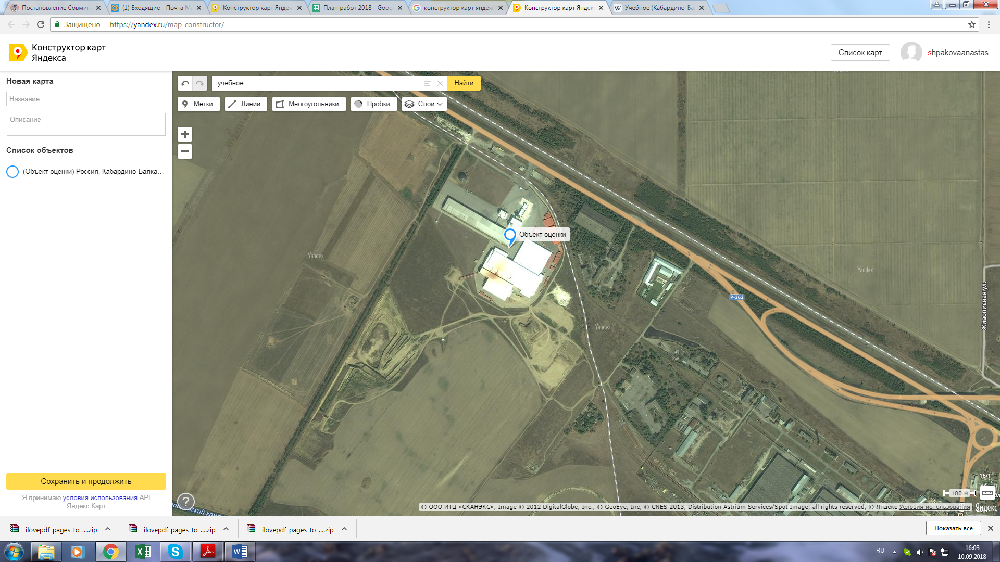 Постановление Совмин
(1) Входящие - Почта Ma
Конструктор карт Яндек
План работ 2018 - Goog
конструктор карт яндек
Конструктор карт Яндек
Учебное (Кабардино-Ба
Защищено
https://yandex.ru/map-constructor/
Конструктор карт
Яндекса
Список карт
shpakovaanastas
Новая карта
Название
Описание
Список объектов
(Объект оценки) Россия, Кабардино-Балка...
Сохранить и продолжить
Я принимаю условия использования API
Яндекс.Карт
учебное
Найти
Метки
Линии
Многоугольники
Пробки
Слои
Объект оценки
Yandex
Yandex
Yandex
Р-262
Живописная ул.
16/1
100 м
© ООО ИТЦ «СКАНЭКС», Image © 2012 DigitalGlobe, Inc., © GeoEye, Inc, © CNES 2013, Distribution Astrium Services/Spot Image, all rights reserved, © Яндекс Условия использования
Яндекс
ilovepdf_pages_to_....zip
ilovepdf_pages_to_....zip
ilovepdf_pages_to_....zip
Показать все
RU
16:03
10.09.2018